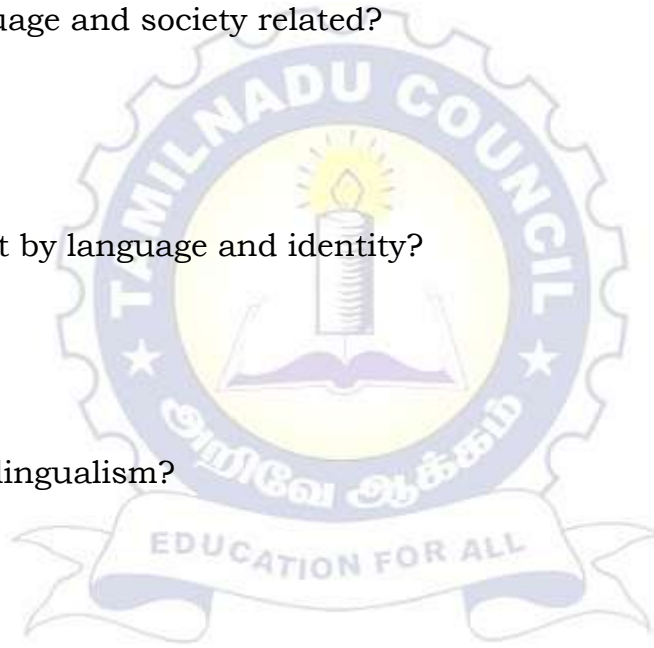 uage and society related?
TAMILNADU COUNCIL
t by language and identity?
அறிவே ஆக்கம்
lingualism?
EDUCATION FOR ALL